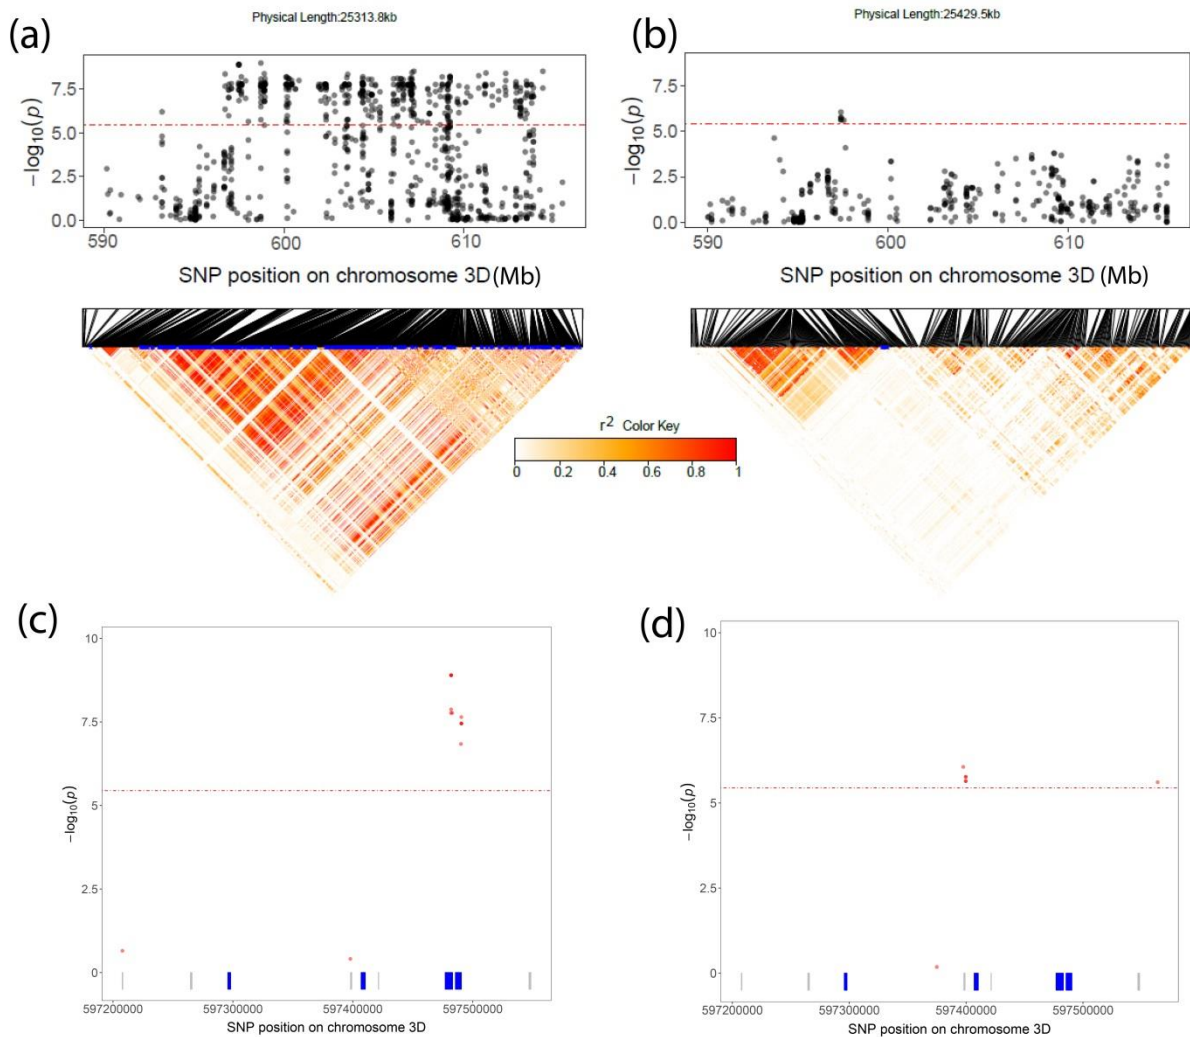 (a)
Physical Length:25313.8kb
7.5
5.0
2.5
0.0
−log10(p)
590
600
610
SNP position on chromosome 3D(Mb)
(b)
Physical Length:25429.5kb
7.5
5.0
2.5
0.0
−log10(p)
590
600
610
SNP position on chromosome 3D(Mb)
r2 Color Key
0 0.2 0.4 0.6 0.8 1
(c)
10
7.5
5
2.5
0
−log10(p)
597200000 597300000 597400000 597500000
SNP position on chromosome 3D
(d)
10
7.5
5
2.5
0
−log10(p)
597200000 597300000 597400000 597500000
SNP position on chromosome 3D